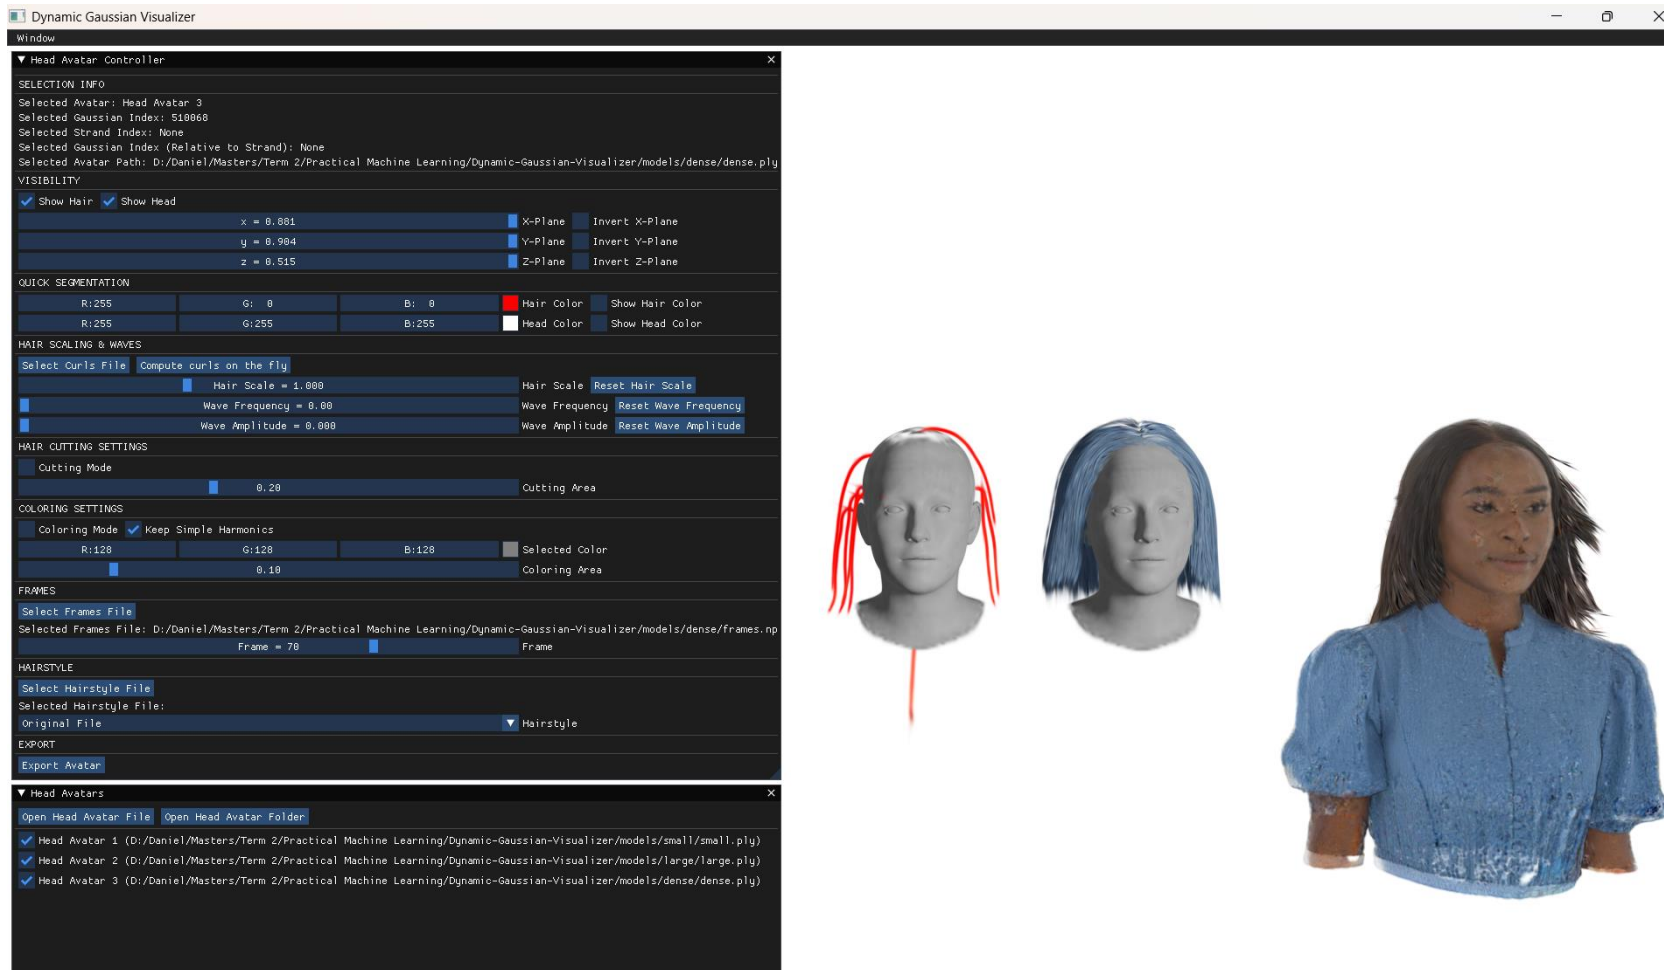 Dynamic Gaussian Visualizer
Window
Head Avatar Controller
SELECTION INFO
Selected Avatar: Head Avatar 3
Selected Gaussian Index: 510068
Selected Strand Index: None
Selected Gaussian Index (Relative to Strand): None
Selected Avatar Path: D:/Daniel/Masters/Term 2/Practical Machine Learning/Dynamic-Gaussian-Visualizer/models/dense/dense.ply
VISIBILITY
Show Hair Show Head
x = 0.881 X-Plane Invert X-Plane
y = 0.904 Y-Plane Invert Y-Plane
z = 0.515 Z-Plane Invert Z-Plane
QUICK SEGMENTATION
R:255 G: 0 B: 0 Hair Color Show Hair Color
R:255 G:255 B:255 Head Color Show Head Color
HAIR SCALING & WAVES
Select Curls File Compute curls on the fly
Hair Scale = 1.000 Hair Scale Reset Hair Scale
Wave Frequency = 0.00 Wave Frequency Reset Wave Frequency
Wave Amplitude = 0.000 Wave Amplitude Reset Wave Amplitude
HAIR CUTTING SETTINGS
Cutting Mode
0.20 Cutting Area
COLORING SETTINGS
Coloring Mode Keep Simple Harmonics
R:128 G:128 B:128 Selected Color
0.10 Coloring Area
FRAMES
Select Frames File
Selected Frames File: D:/Daniel/Masters/Term 2/Practical Machine Learning/Dynamic-Gaussian-Visualizer/models/dense/frames.np
Frame = 70 Frame
HAIRSTYLE
Select Hairstyle File
Selected Hairstyle File:
Original File Hairstyle
EXPORT
Export Avatar
Head Avatars
Open Head Avatar File Open Head Avatar Folder
Head Avatar 1 (D:/Daniel/Masters/Term 2/Practical Machine Learning/Dynamic-Gaussian-Visualizer/models/small/small.ply)
Head Avatar 2 (D:/Daniel/Masters/Term 2/Practical Machine Learning/Dynamic-Gaussian-Visualizer/models/large/large.ply)
Head Avatar 3 (D:/Daniel/Masters/Term 2/Practical Machine Learning/Dynamic-Gaussian-Visualizer/models/dense/dense.ply)